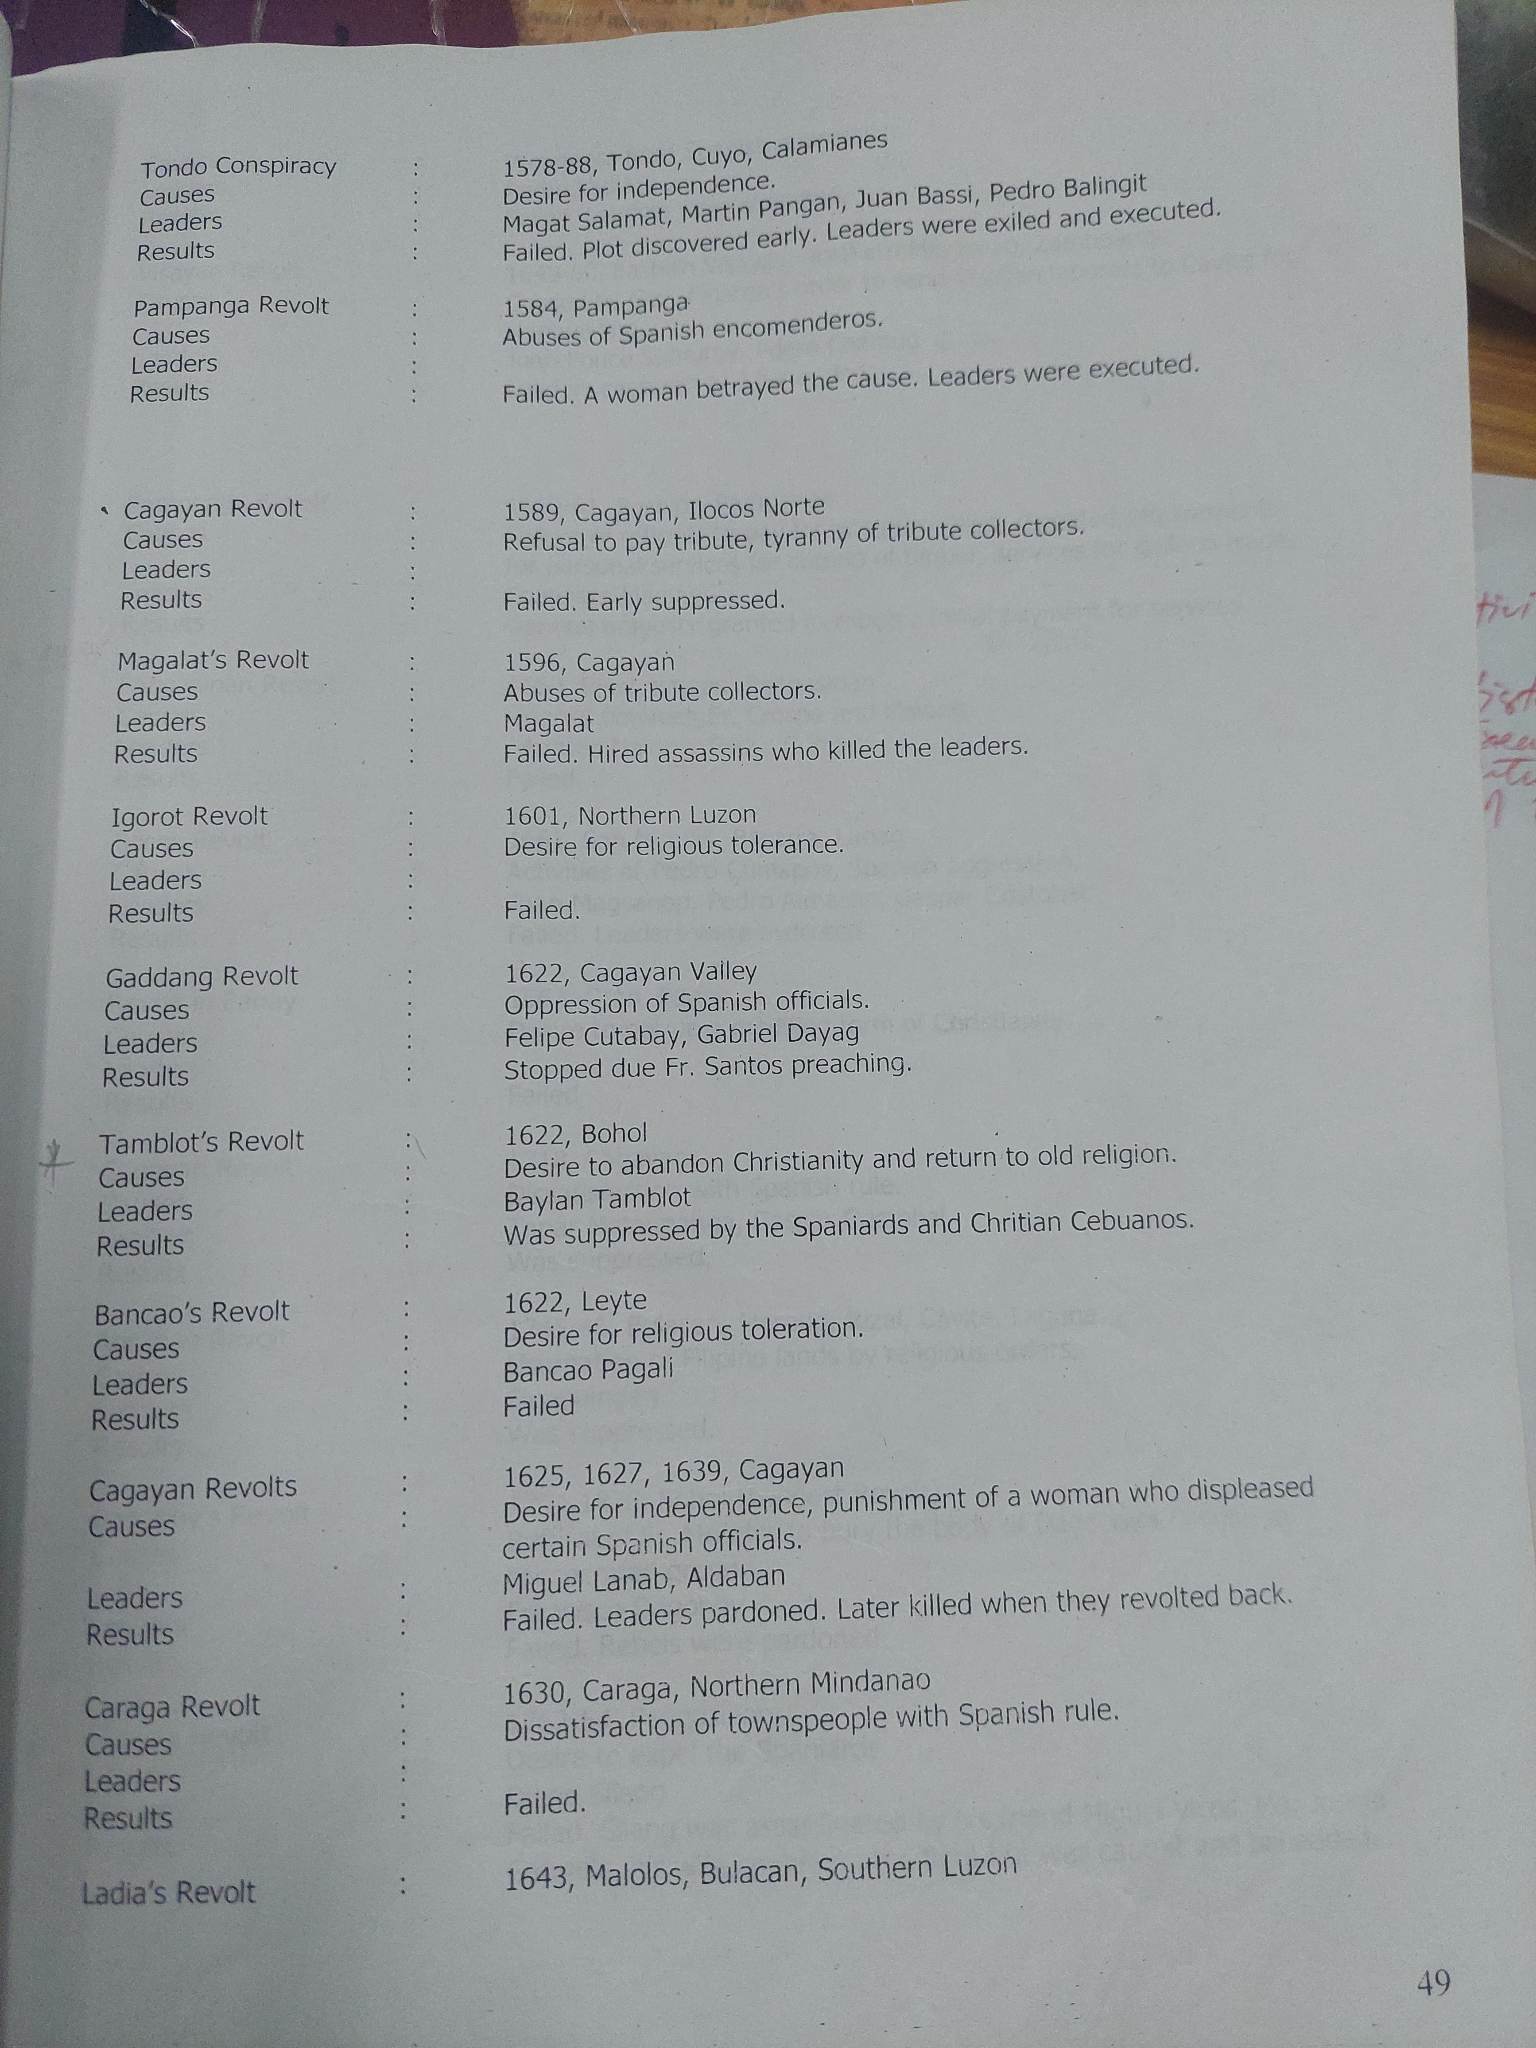 Tondo Conspiracy : 1578-88, Tondo, Cuyo, Calamianes
Causes : Desire for independence.
Leaders : Magat Salamat, Martin Pangan, Juan Bassi, Pedro Balingit
Results : Failed. Plot discovered early. Leaders were exiled and executed.
Pampanga Revolt : 1584, Pampanga
Causes : Abuses of Spanish encomenderos.
Leaders :
Results : Failed. A woman betrayed the cause. Leaders were executed.
Cagayan Revolt : 1589, Cagayan, Ilocos Norte
Causes : Refusal to pay tribute, tyranny of tribute collectors.
Leaders :
Results : Failed. Early suppressed.
Magalat's Revolt : 1596, Cagayan
Causes : Abuses of tribute collectors.
Leaders : Magalat
Results : Failed. Hired assassins who killed the leaders.
Igorot Revolt : 1601, Northern Luzon
Causes : Desire for religious tolerance.
Leaders :
Results : Failed.
Gaddang Revolt : 1622, Cagayan Valley
Causes : Oppression of Spanish officials.
Leaders : Felipe Cutabay, Gabriel Dayag
Results : Stopped due Fr. Santos preaching.
Tamblot's Revolt : 1622, Bohol
Causes : Desire to abandon Christianity and return to old religion.
Leaders : Baylan Tamblot
Results : Was suppressed by the Spaniards and Chritian Cebuanos.
Bancao's Revolt : 1622, Leyte
Causes : Desire for religious toleration.
Leaders : Bancao Pagali
Results : Failed
Cagayan Revolts : 1625, 1627, 1639, Cagayan
Causes : Desire for independence, punishment of a woman who displeased
certain Spanish officials.
Leaders : Miguel Lanab, Aldaban
Results : Failed. Leaders pardoned. Later killed when they revolted back.
Caraga Revolt : 1630, Caraga, Northern Mindanao
Causes : Dissatisfaction of townspeople with Spanish rule.
Leaders :
Results : Failed.
Ladia's Revolt : 1643, Malolos, Bulacan, Southern Luzon
49